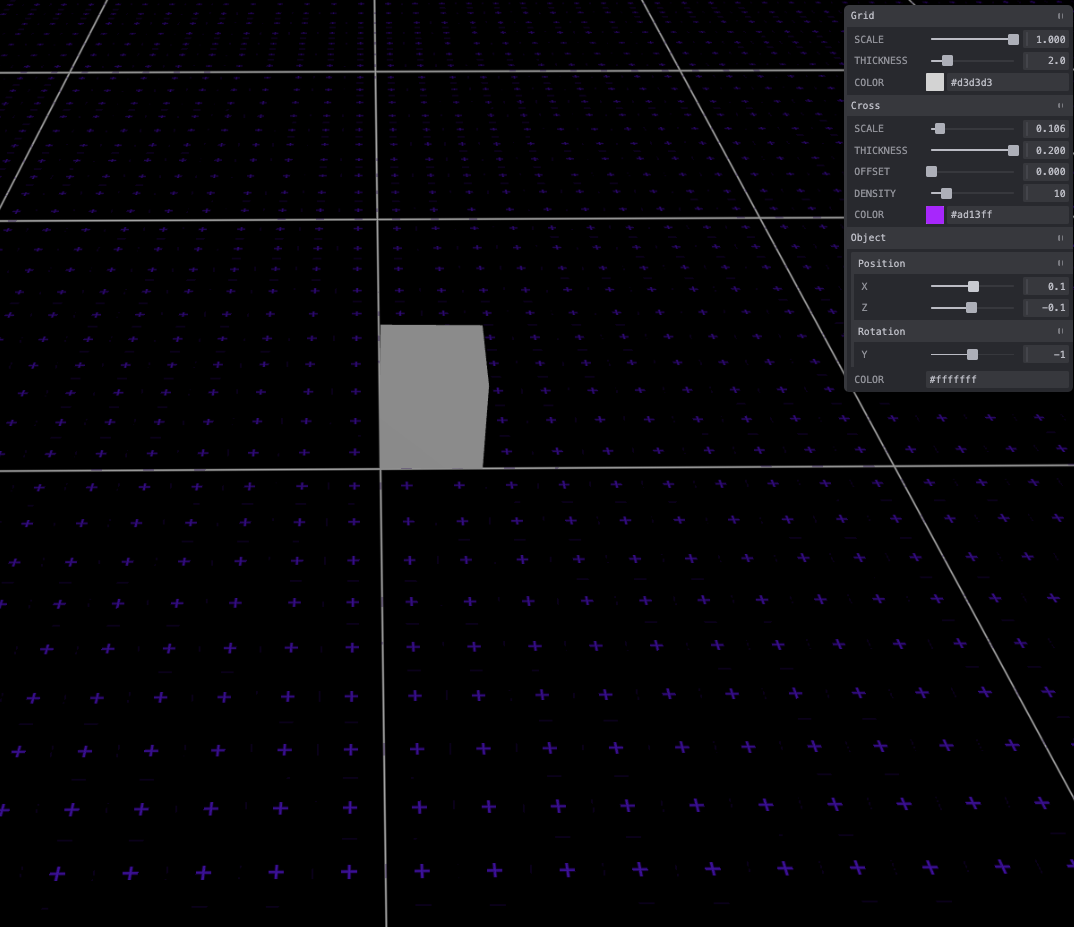 Grid
SCALE 1.000
THICKNESS 2.0
COLOR #d3d3d3
Cross
SCALE 0.106
THICKNESS 0.200
OFFSET 0.000
DENSITY 10
COLOR #ad13ff
Object
Position
X 0.1
Z −0.1
Rotation
Y −1
COLOR #fffffff